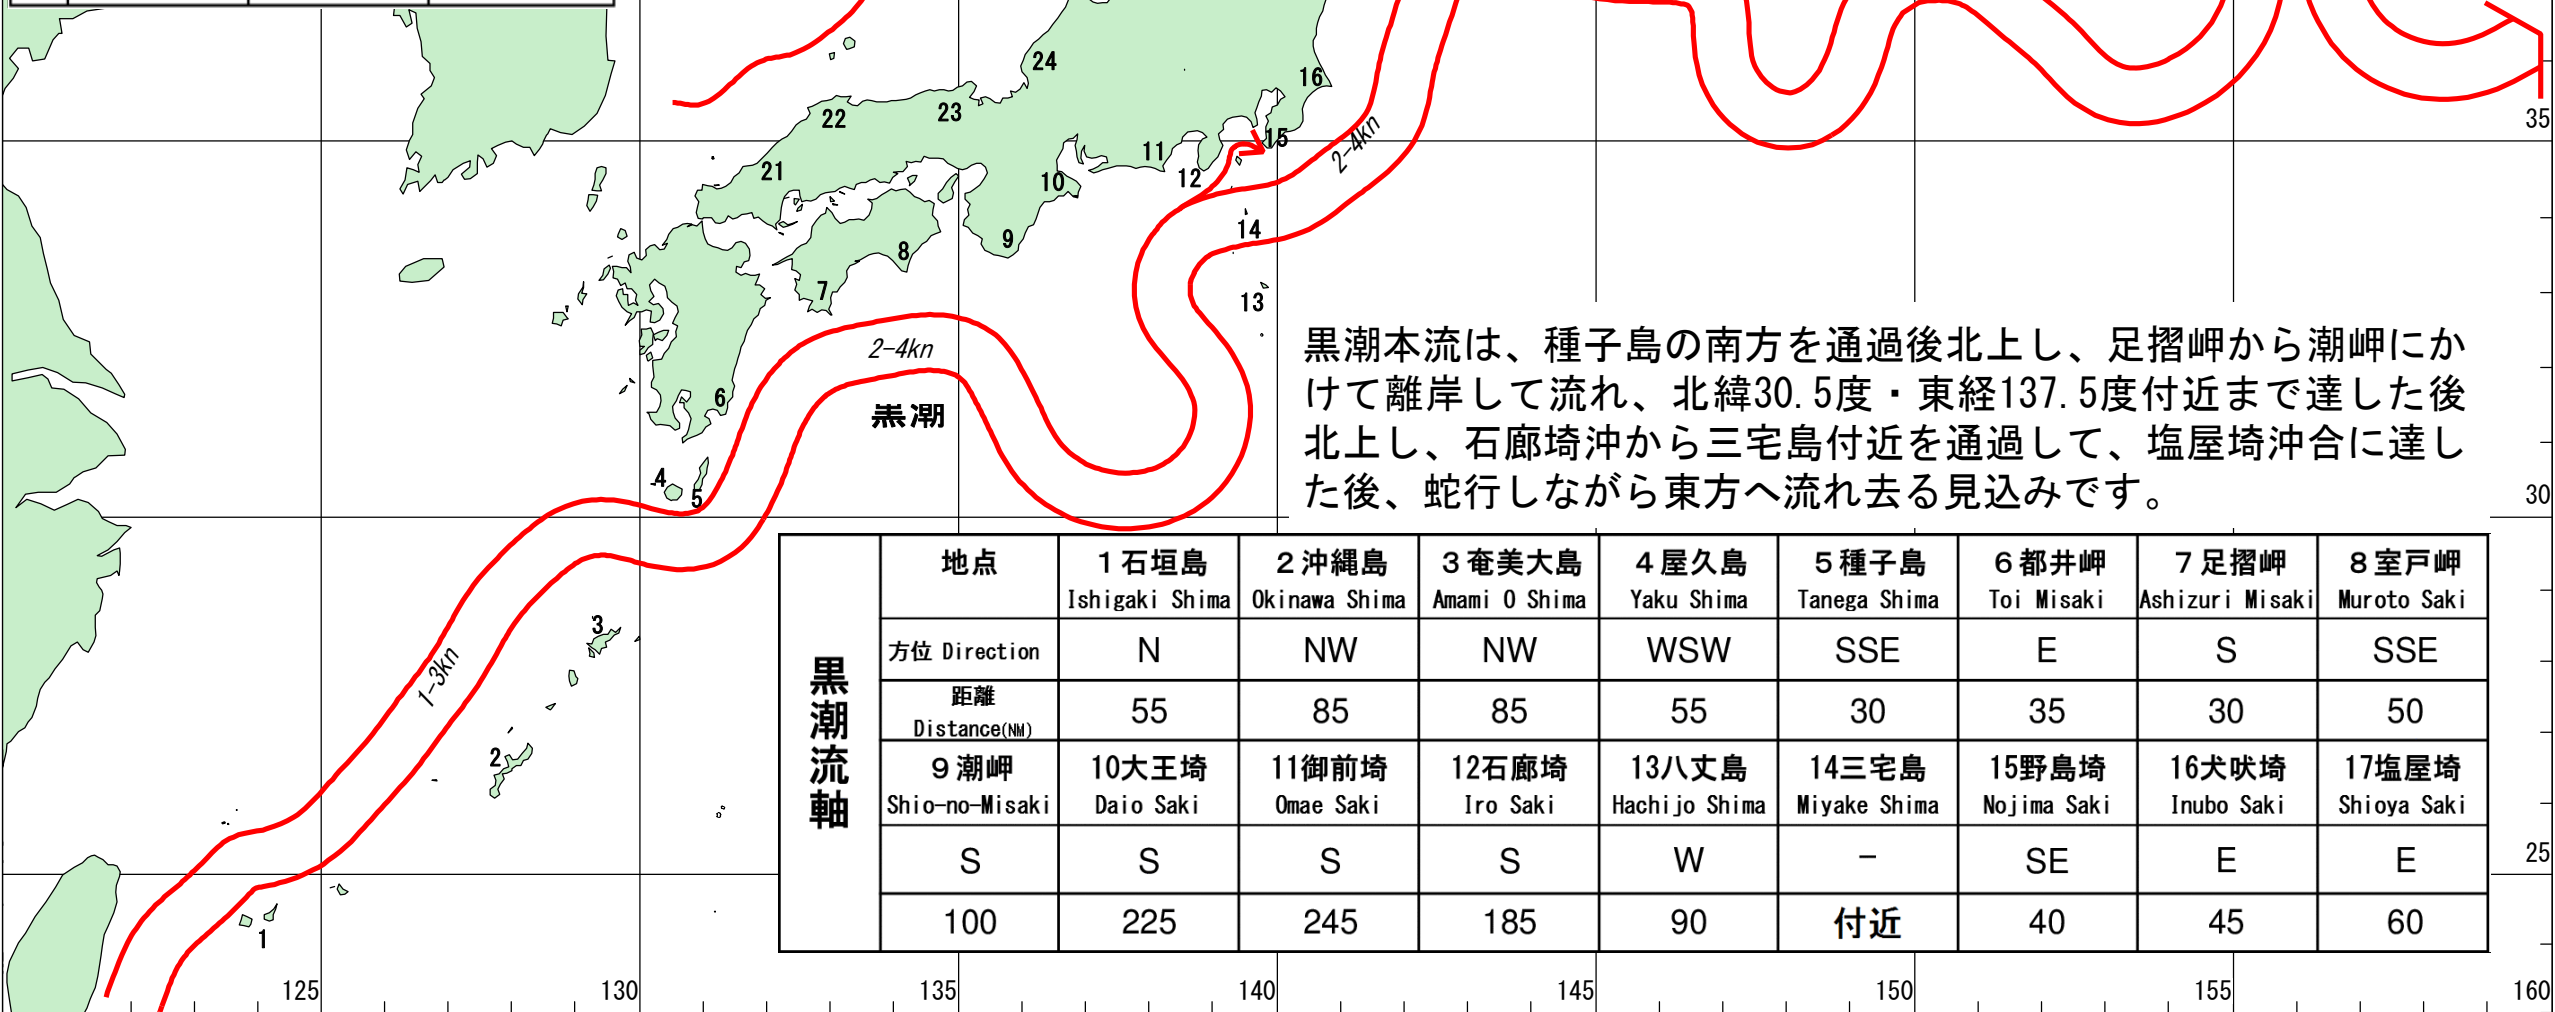 24
16
22
23
35
15
2-4kn
11
21
12
10
14
9
8
7
13
2-4kn
黒潮
6
4
5
黒潮本流は、種子島の南方を通過後北上し、足摺岬から潮岬にか
けて離岸して流れ、北緯30.5度・東経137.5度付近まで達した後
北上し、石廊埼沖から三宅島付近を通過して、塩屋埼沖合に達し
た後、蛇行しながら東方へ流れ去る見込みです。
30
3
1-3kn
2
1
黒潮流軸
地点 1石垣島 2沖縄島 3奄美大島 4屋久島 5種子島 6都井岬 7足摺岬 8室戸岬
Ishigaki Shima Okinawa Shima Amami O Shima Yaku Shima Tanega Shima Toi Misaki Ashizuri Misaki Muroto Saki
方位 Direction N NW NW WSW SSE E S SSE
距離 Distance(NM) 55 85 85 55 30 35 30 50
9潮岬 10大王埼 11御前埼 12石廊埼 13八丈島 14三宅島 15野島埼 16犬吠埼 17塩屋埼
Shio-no-Misaki Daio Saki Omae Saki Iro Saki Hachijo Shima Miyake Shima Nojima Saki Inubo Saki Shioya Saki
S S S S W - SE E E
100 225 245 185 90 付近 40 45 60
25
125 130 135 140 145 150 155 160